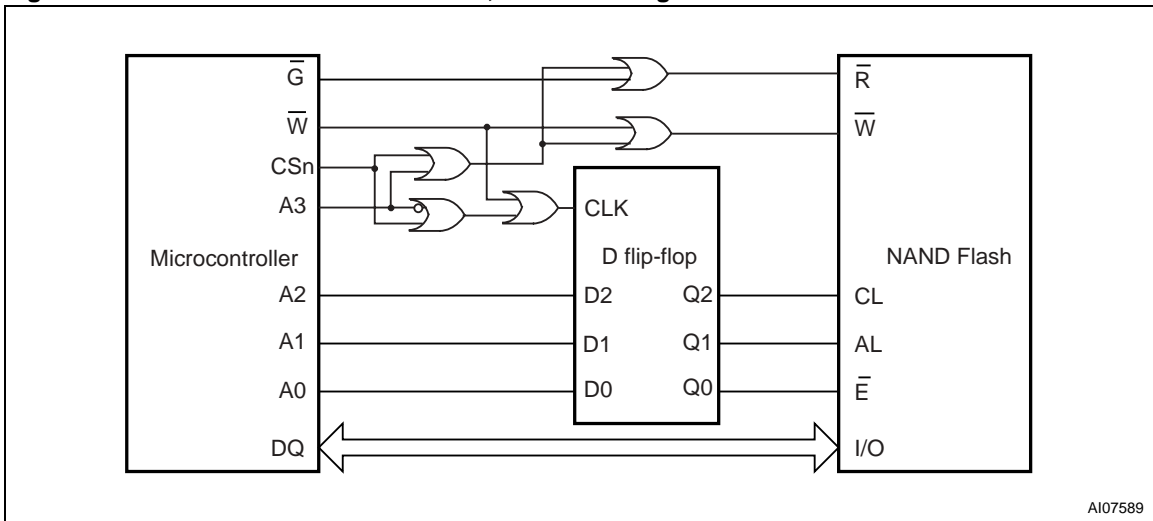 G̅
W̅
CSn
A3
Microcontroller
A2
A1
A0
DQ
CLK
D flip-flop
D2 Q2
D1 Q1
D0 Q0
R̅
W̅
NAND Flash
CL
AL
E̅
I/O
AI07589